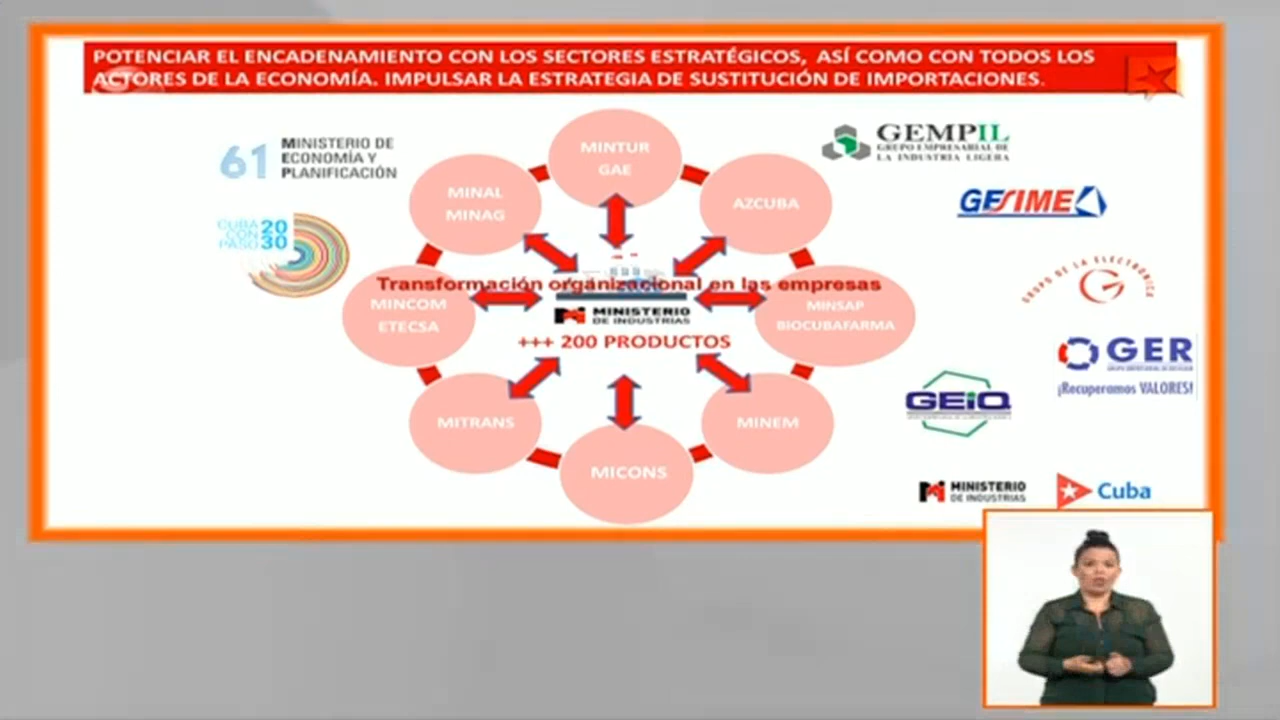 POTENCIAR EL ENCADENAMIENTO CON LOS SECTORES ESTRATÉGICOS, ASÍ COMO CON TODOS LOS
ACTORES DE LA ECONOMÍA. IMPULSAR LA ESTRATEGIA DE SUSTITUCIÓN DE IMPORTACIONES.
61 MINISTERIO DE
ECONOMÍA Y
PLANIFICACIÓN
CUBA 20
CON
PASO 30
MINTUR
GAE
MINAL
MINAG
AZCUBA
Transformación organizacional en las empresas
MINCOM
ETECSA
MINISTERIO
DE INDUSTRIAS
+++ 200 PRODUCTOS
MINSAP
BIOCUBAFARMA
MITRANS
MINEM
MICONS
GEMPIL
GRUPO EMPRESARIAL DE
LA INDUSTRIA LIGERA
GESIME
GRUPO DE LA ELECTRONICA
GER
¡Recuperamos VALORES!
GEIQ
MINISTERIO
DE INDUSTRIAS
Cuba